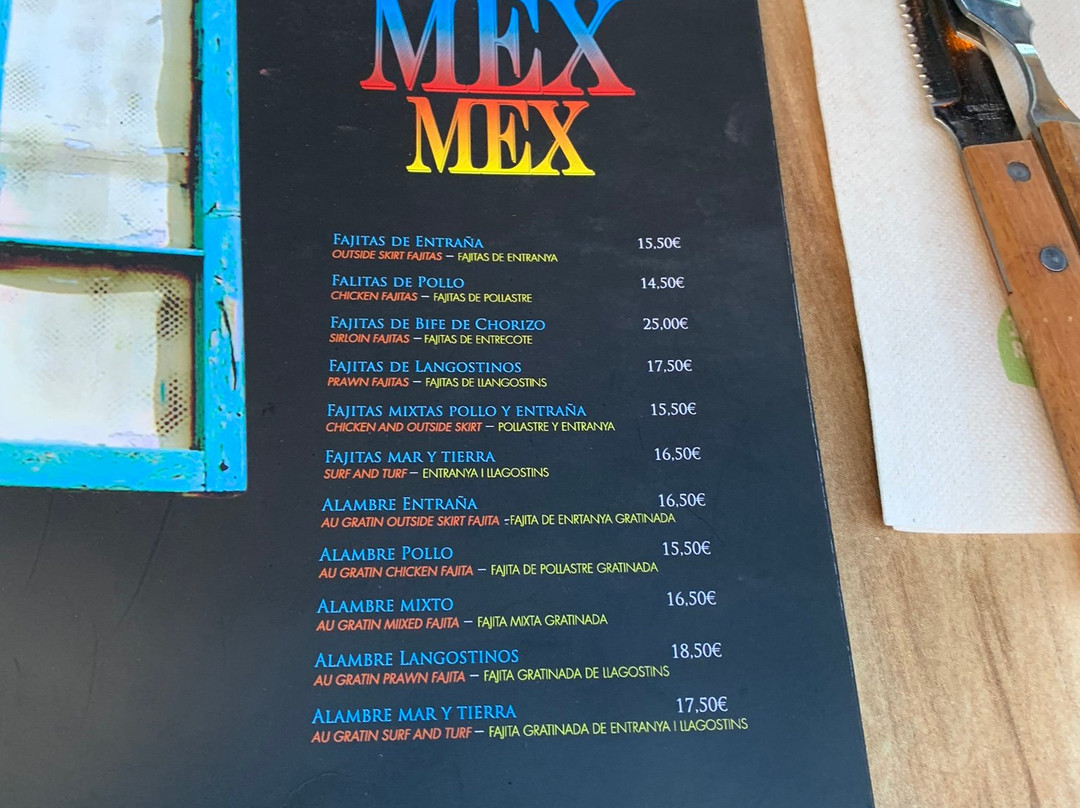 MEX
MEX
Fajitas de Entraña 15,50€
OUTSIDE SKIRT FAJITAS – FAJITAS DE ENTRANYA
Falitas de Pollo 14,50€
CHICKEN FAJITAS – FAJITAS DE POLLASTRE
Fajitas de Bife de Chorizo 25,00€
SIRLOIN FAJITAS – FAJITAS DE ENTRECOTE
Fajitas de Langostinos 17,50€
PRAWN FAJITAS – FAJITAS DE LLANGOSTINS
Fajitas mixtas pollo y entraña 15,50€
CHICKEN AND OUTSIDE SKIRT – POLLASTRE Y ENTRANYA
Fajitas mar y tierra 16,50€
SURF AND TURF – ENTRANYA I LLAGOSTINS
Alambre Entraña 16,50€
AU GRATIN OUTSIDE SKIRT FAJITA -FAJITA DE ENRTANYA GRATINADA
Alambre Pollo 15,50€
AU GRATIN CHICKEN FAJITA – FAJITA DE POLLASTRE GRATINADA
Alambre mixto 16,50€
AU GRATIN MIIXED FAJITA – FAJITA MIXTA GRATINADA
Alambre Langostinos 18,50€
AU GRATIN PRAWN FAJITA – FAJITA GRATINADA DE LLAGOSTINS
Alambre mar y tierra 17,50€
AU GRATIN SURF AND TURF – FAJITA GRATINADA DE ENTRANYA I LLAGOSTINS
STAINLESS
STEEL